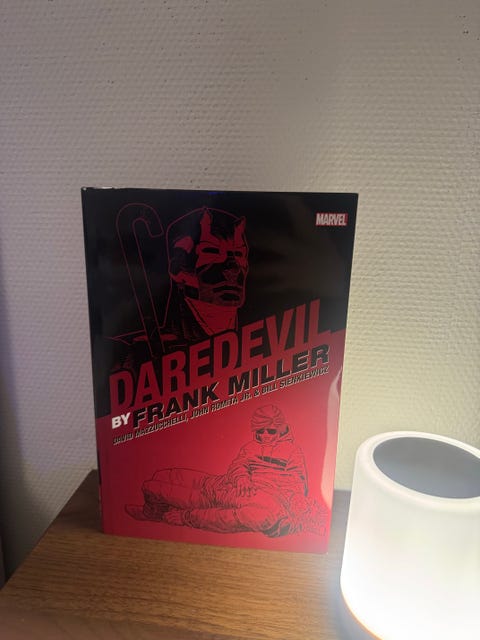 MARVEL
DAREDEVIL
BY FRANK MILLER
DAVID MAZZUCCHELLI, JOHN ROMITA JR. & BILL SIENKIEWICZ